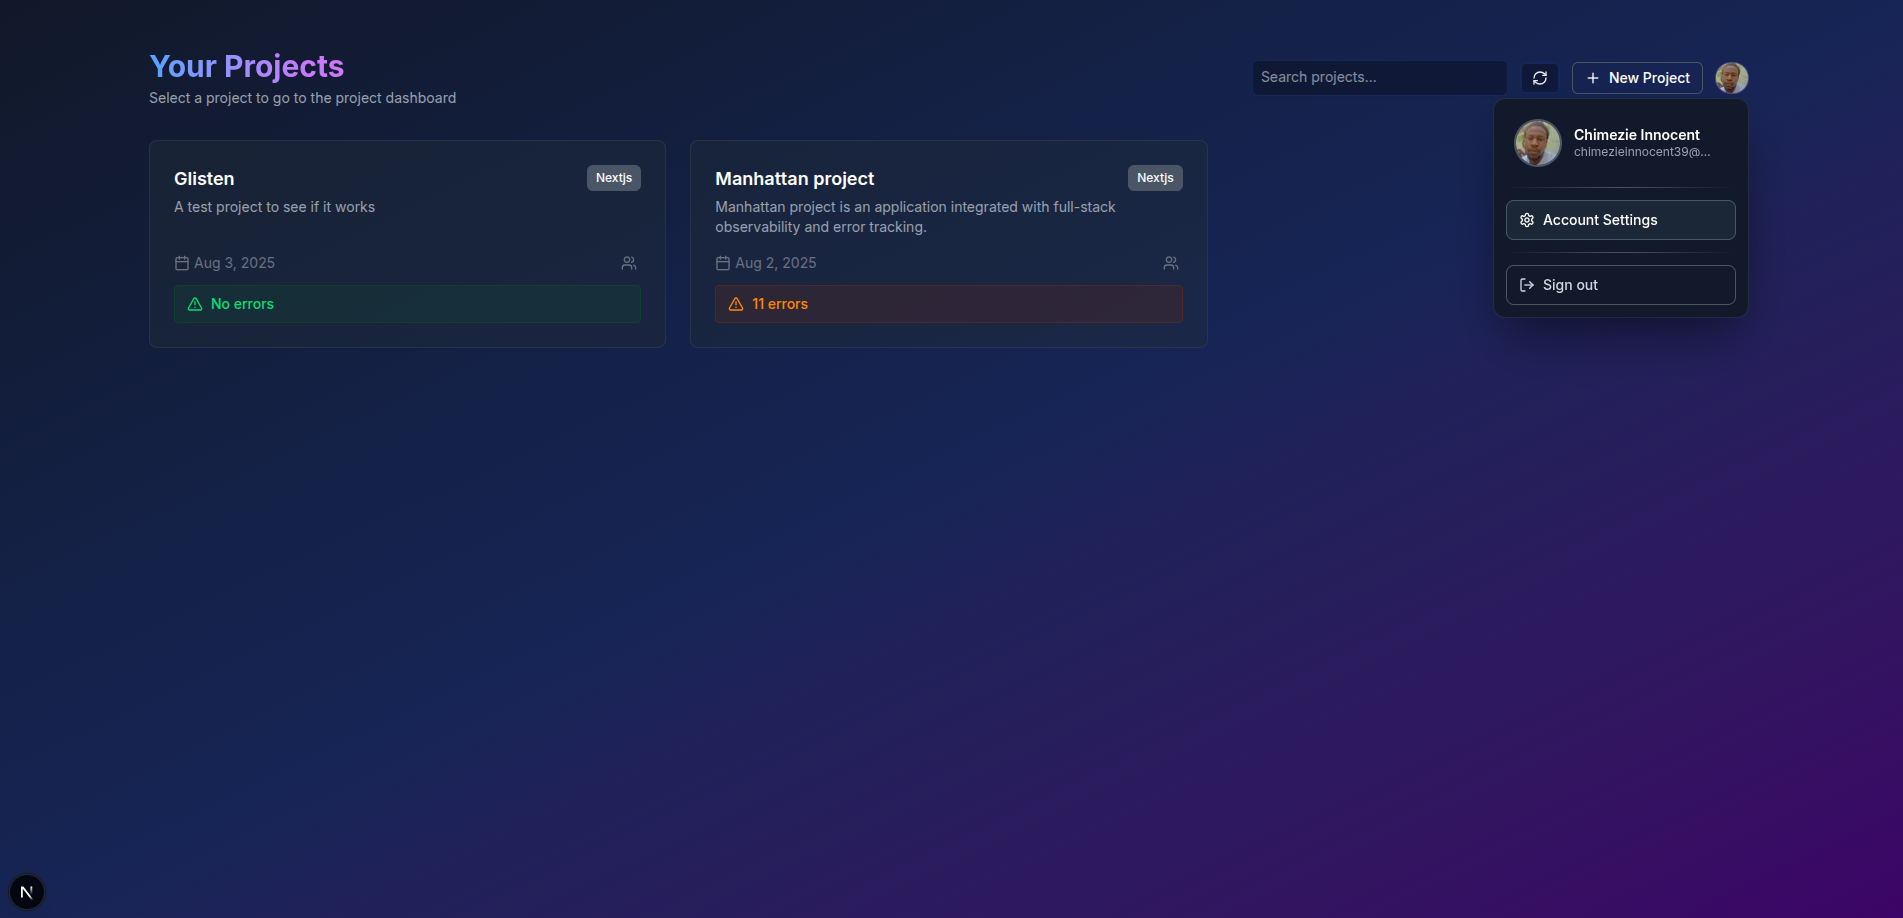 Your Projects
Select a project to go to the project dashboard
Search projects...
New Project
Glisten
Nextjs
A test project to see if it works
Aug 3, 2025
No errors
Manhattan project
Nextjs
Manhattan project is an application integrated with full-stack
observability and error tracking.
Aug 2, 2025
11 errors
Chimezie Innocent
chimezieinnocent39@...
Account Settings
Sign out
N